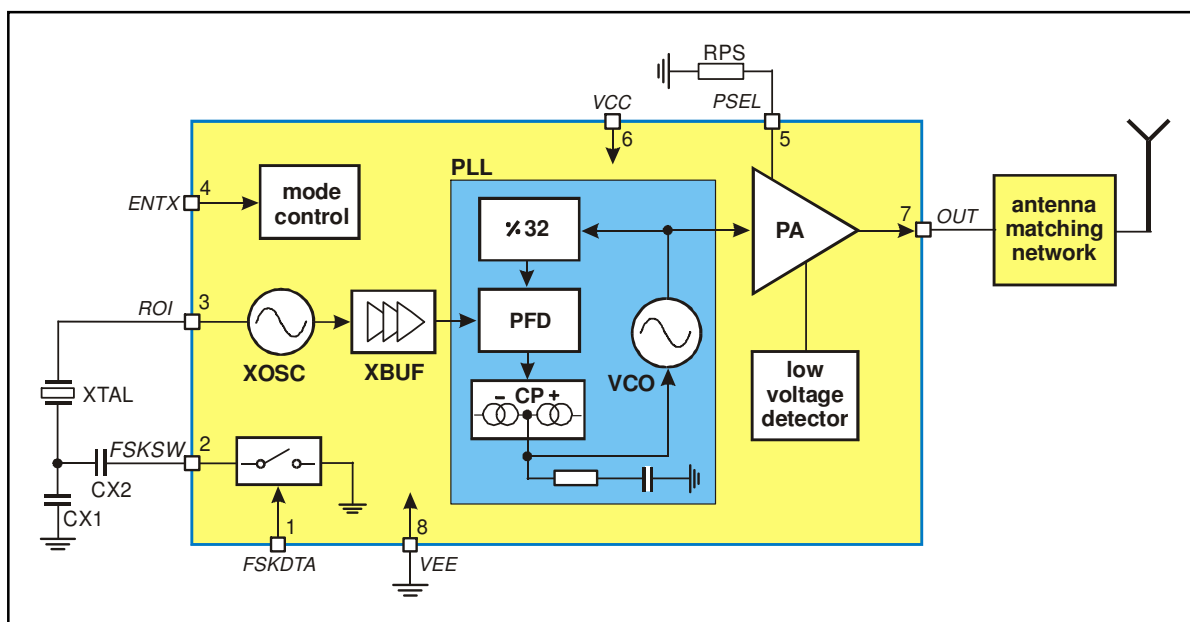 RPS
VCC
PSEL
6
5
PLL
ENTX
4
mode
control
% 32
PA
7
OUT
antenna
matching
network
ROI
3
PFD
XOSC
XBUF
VCO
low
voltage
detector
XTAL
- CP +
FSKSW
2
CX2
CX1
1
8
FSKDTA
VEE